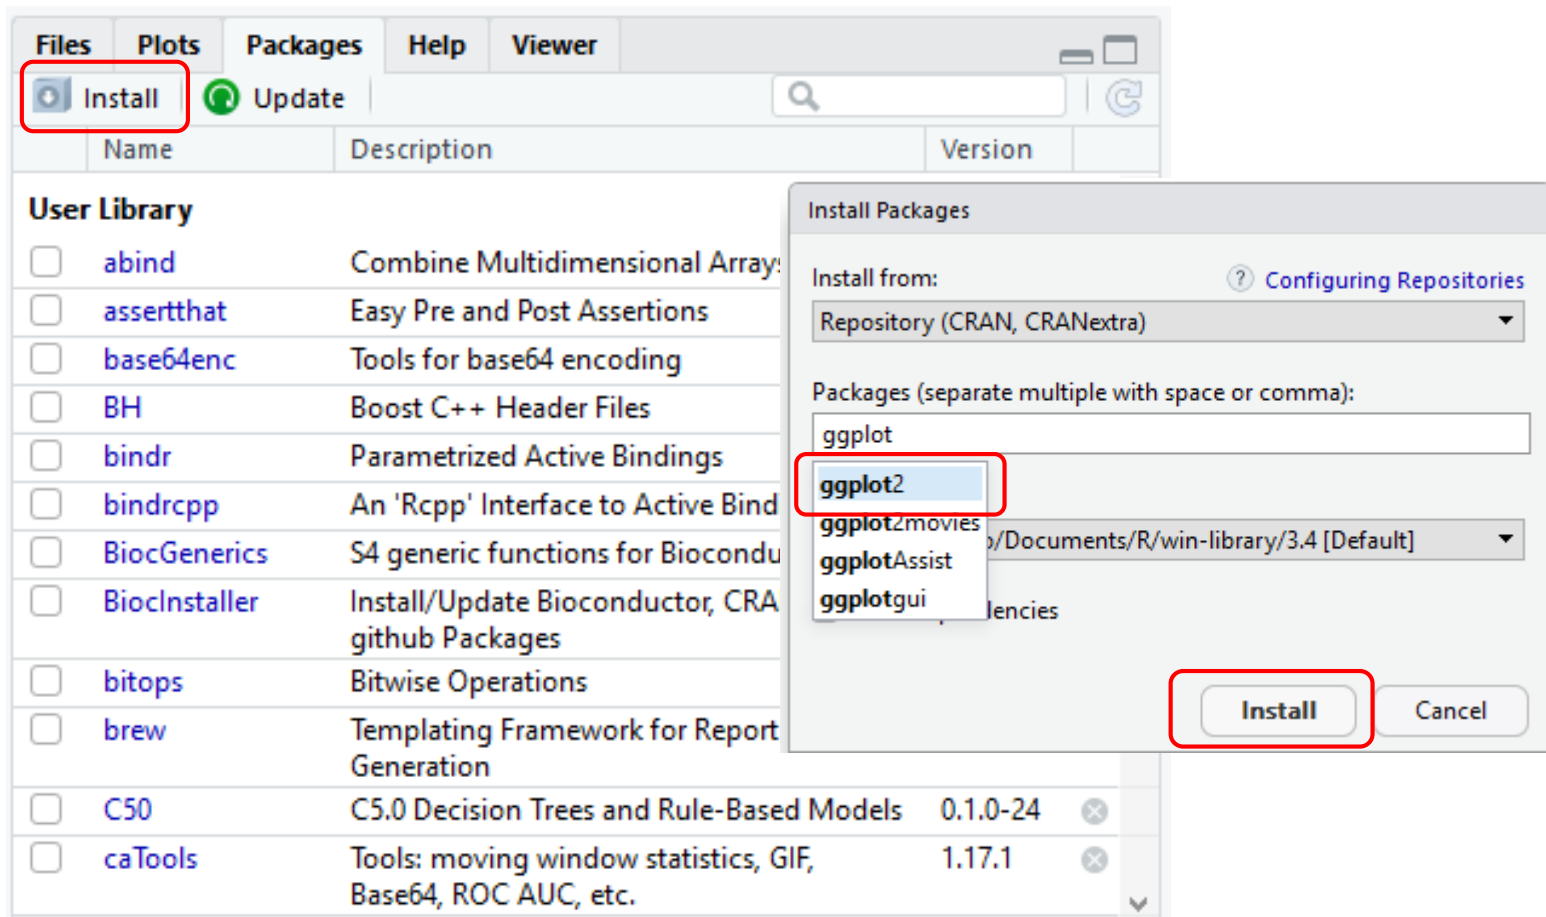 Files Plots Packages Help Viewer
Install Update
Name Description Version
User Library
abind Combine Multidimensional Arrays
assertthat Easy Pre and Post Assertions
base64enc Tools for base64 encoding
BH Boost C++ Header Files
bindr Parametrized Active Bindings
bindrcpp An 'Rcpp' Interface to Active Bind
BiocGenerics S4 generic functions for Biocondu
BiocInstaller Install/Update Bioconductor, CRA
github Packages
bitops Bitwise Operations
brew Templating Framework for Report
Generation
C50 C5.0 Decision Trees and Rule-Based Models 0.1.0-24
caTools Tools: moving window statistics, GIF, 1.17.1
Base64, ROC AUC, etc.
Install Packages
Install from: ? Configuring Repositories
Repository (CRAN, CRANextra)
Packages (separate multiple with space or comma):
ggplot
ggplot2
ggplot2movies
/Documents/R/win-library/3.4 [Default]
ggplotAssist
ggplotgui
lencies
Install Cancel